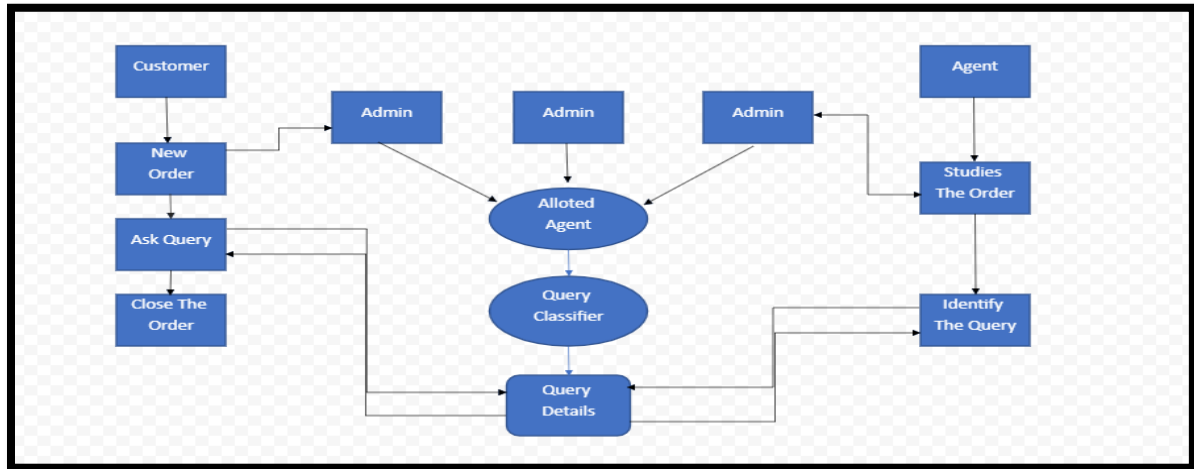 Customer
Agent
Admin
Admin
Admin
New
Order
Studies
The Order
Alloted
Agent
Ask Query
Close The
Order
Query
Classifier
Identify
The Query
Query
Details